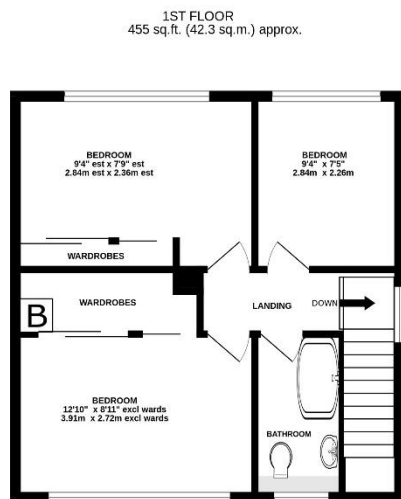 1ST FLOOR
455 sq.ft. (42.3 sq.m.) approx.
BEDROOM
9'4" est x 7'9" est
2.84m est x 2.36m est
BEDROOM
9'4" x 7'5"
2.84m x 2.26m
WARDROBES
WARDROBES
B
LANDING
DOWN
BEDROOM
12'10" x 8'11" excl wards
3.91m x 2.72m excl wards
BATHROOM